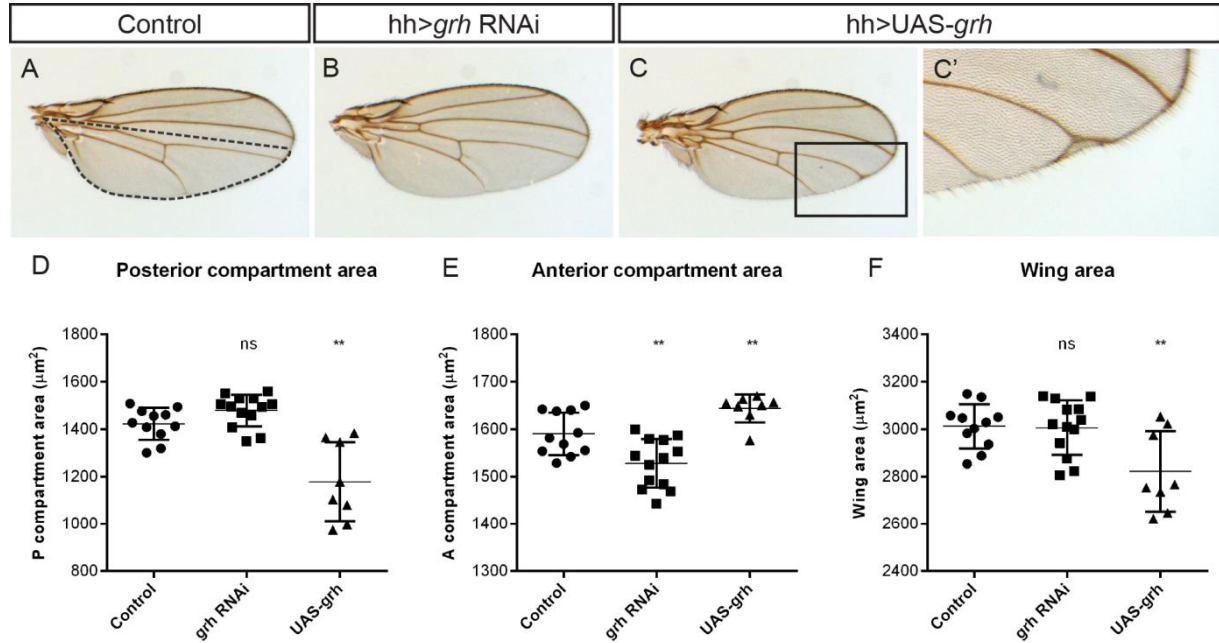 Control
hh>grh RNAi
hh>UAS-grh
A
B
C
C'
D
Posterior compartment area
P compartment area (μm²)
1800
1600
1400
1200
1000
800
ns
**
Control
grh RNAi
UAS-grh
E
Anterior compartment area
A compartment area (μm²)
1800
1700
1600
1500
1400
1300
**
**
Control
grh RNAi
UAS-grh
F
Wing area
Wing area (μm²)
3400
3200
3000
2800
2600
2400
ns
**
Control
grh RNAi
UAS-grh